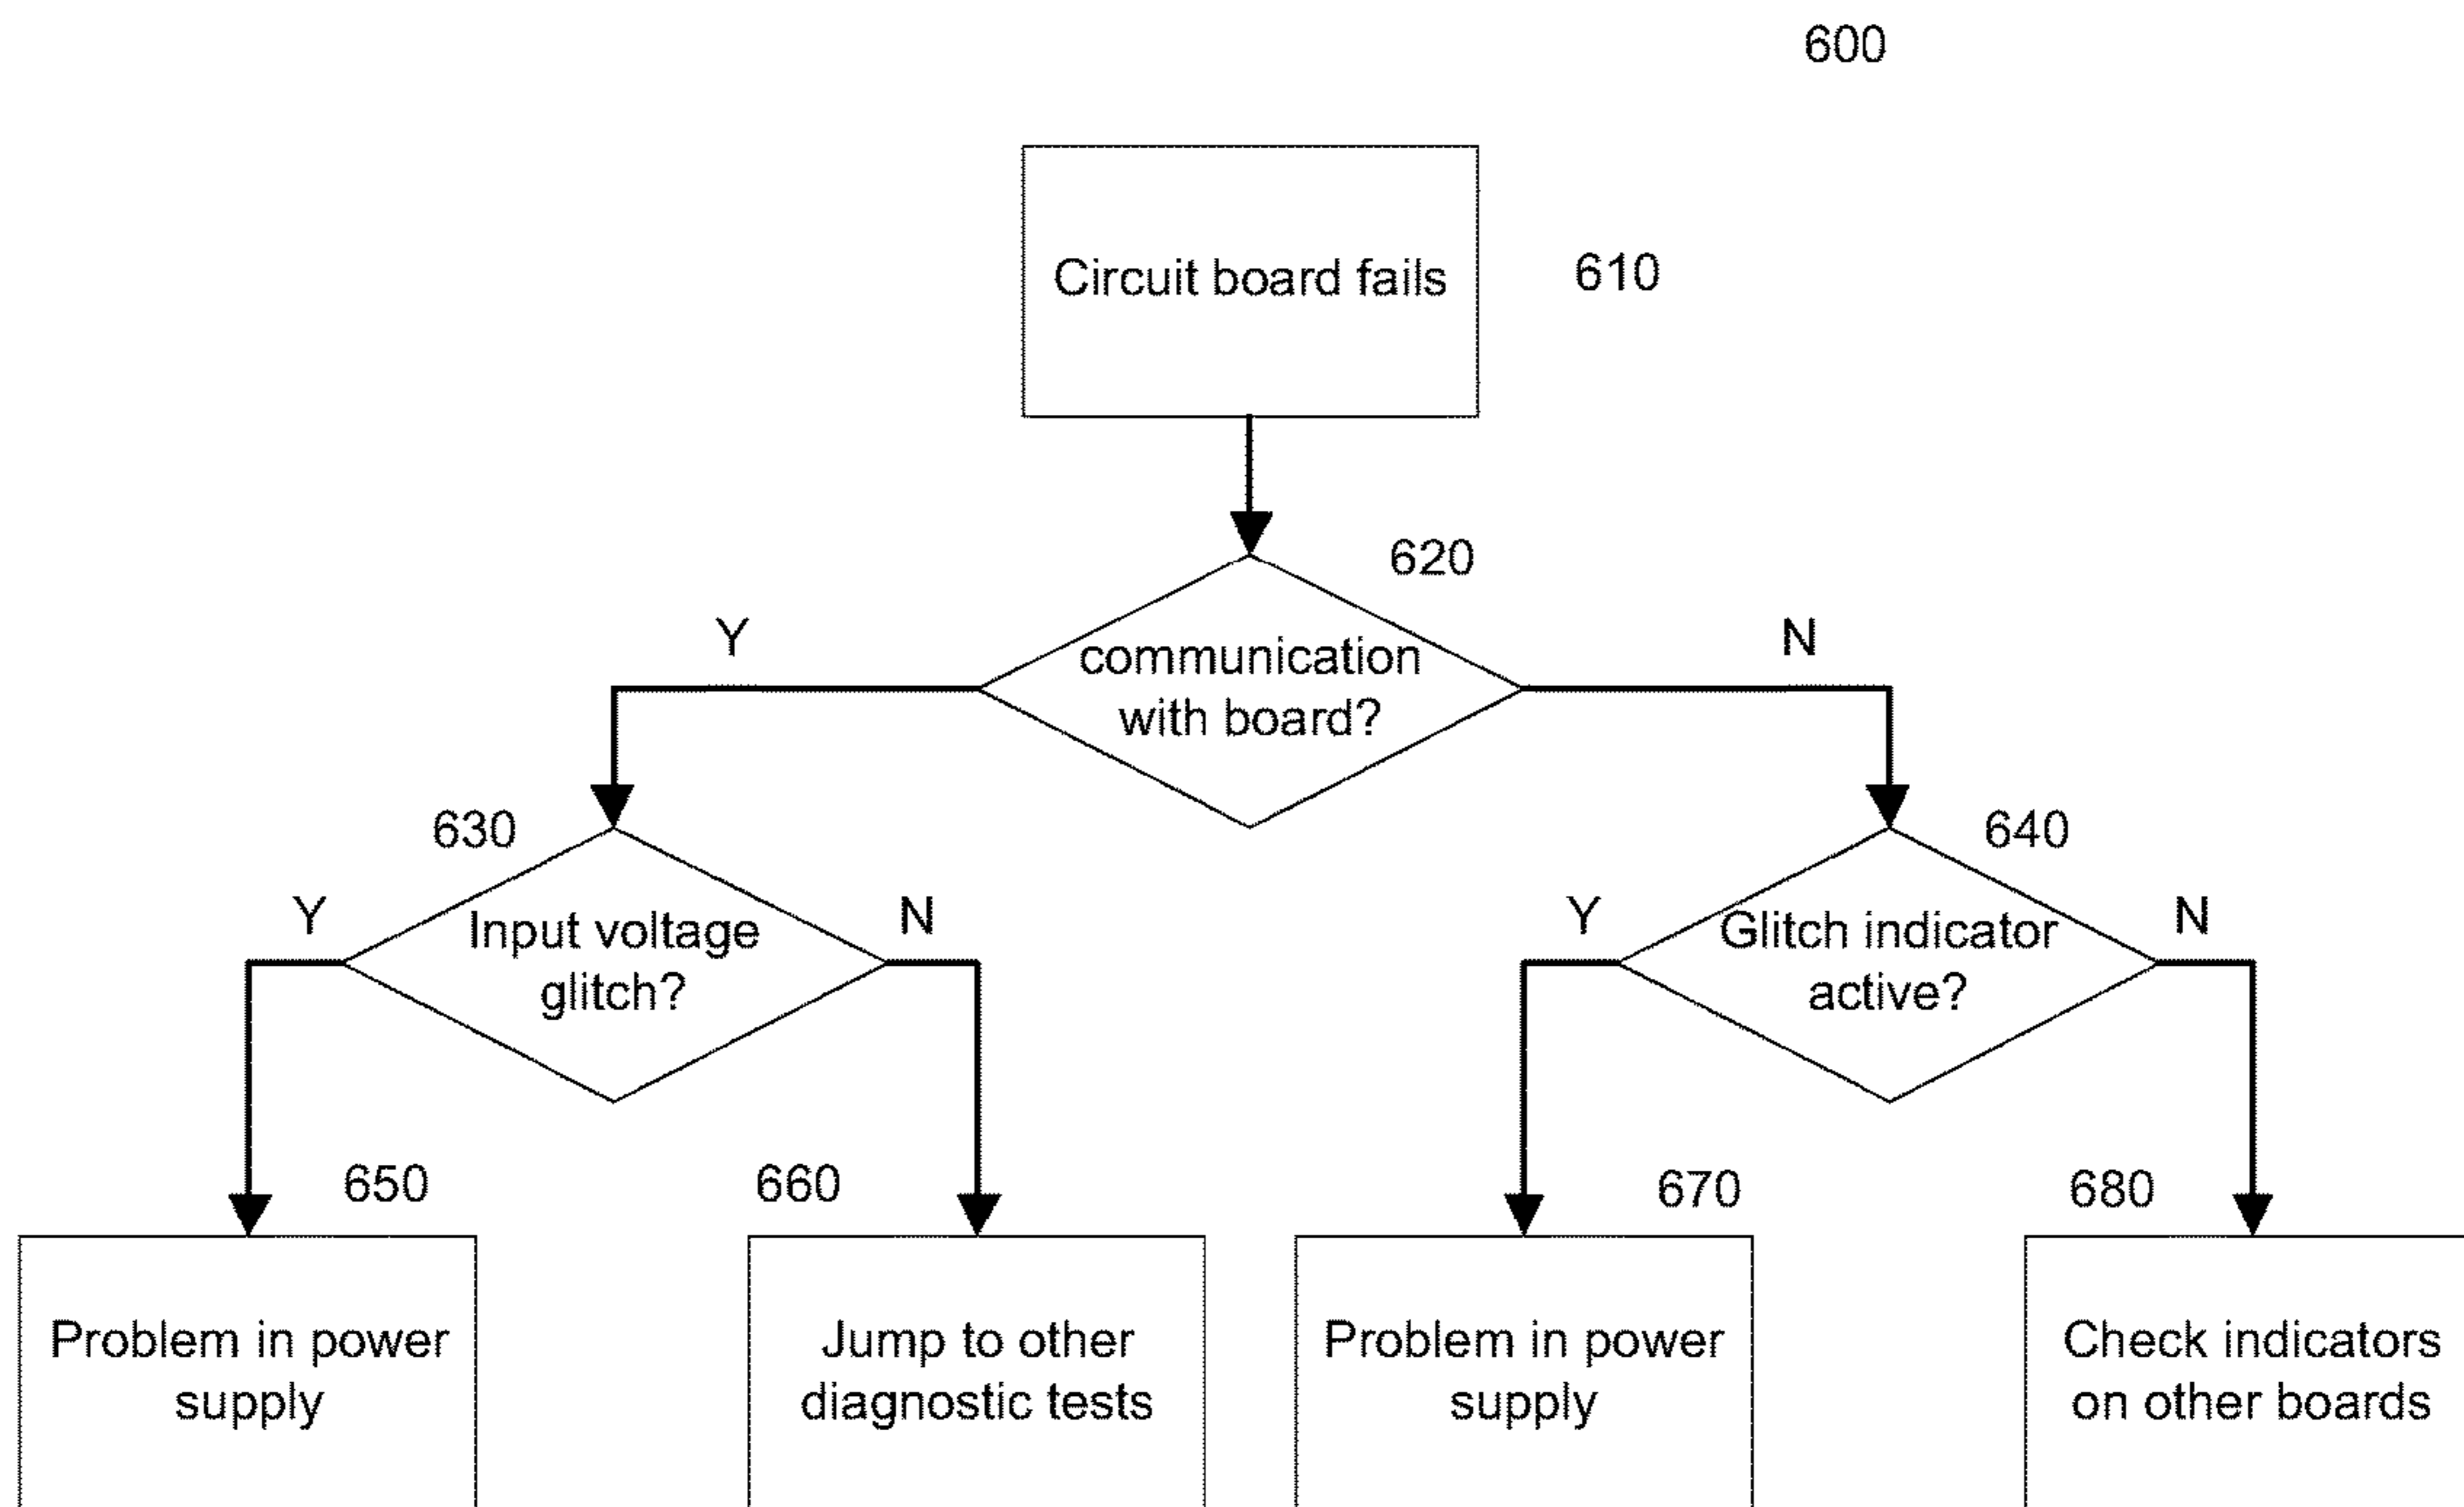 600
Circuit board fails
610
620
Y
communication
with board?
N
630
Y
Input voltage
glitch?
N
640
Y
Glitch indicator
active?
N
650
660
670
680
Problem in power
supply
Jump to other
diagnostic tests
Problem in power
supply
Check indicators
on other boards